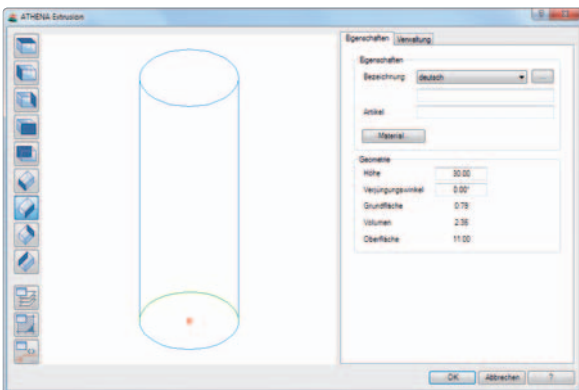 ATHENA Extrusion
Eigenschaften Verwaltung
Eigenschaften
Bezeichnung deutsch ...
Artikel
Material...
Geometrie
Höhe 30.00
Verjüngungswinkel 0.00°
Grundfläche 0.79
Volumen 2.36
Oberfläche 11.00
OK Abbrechen ?